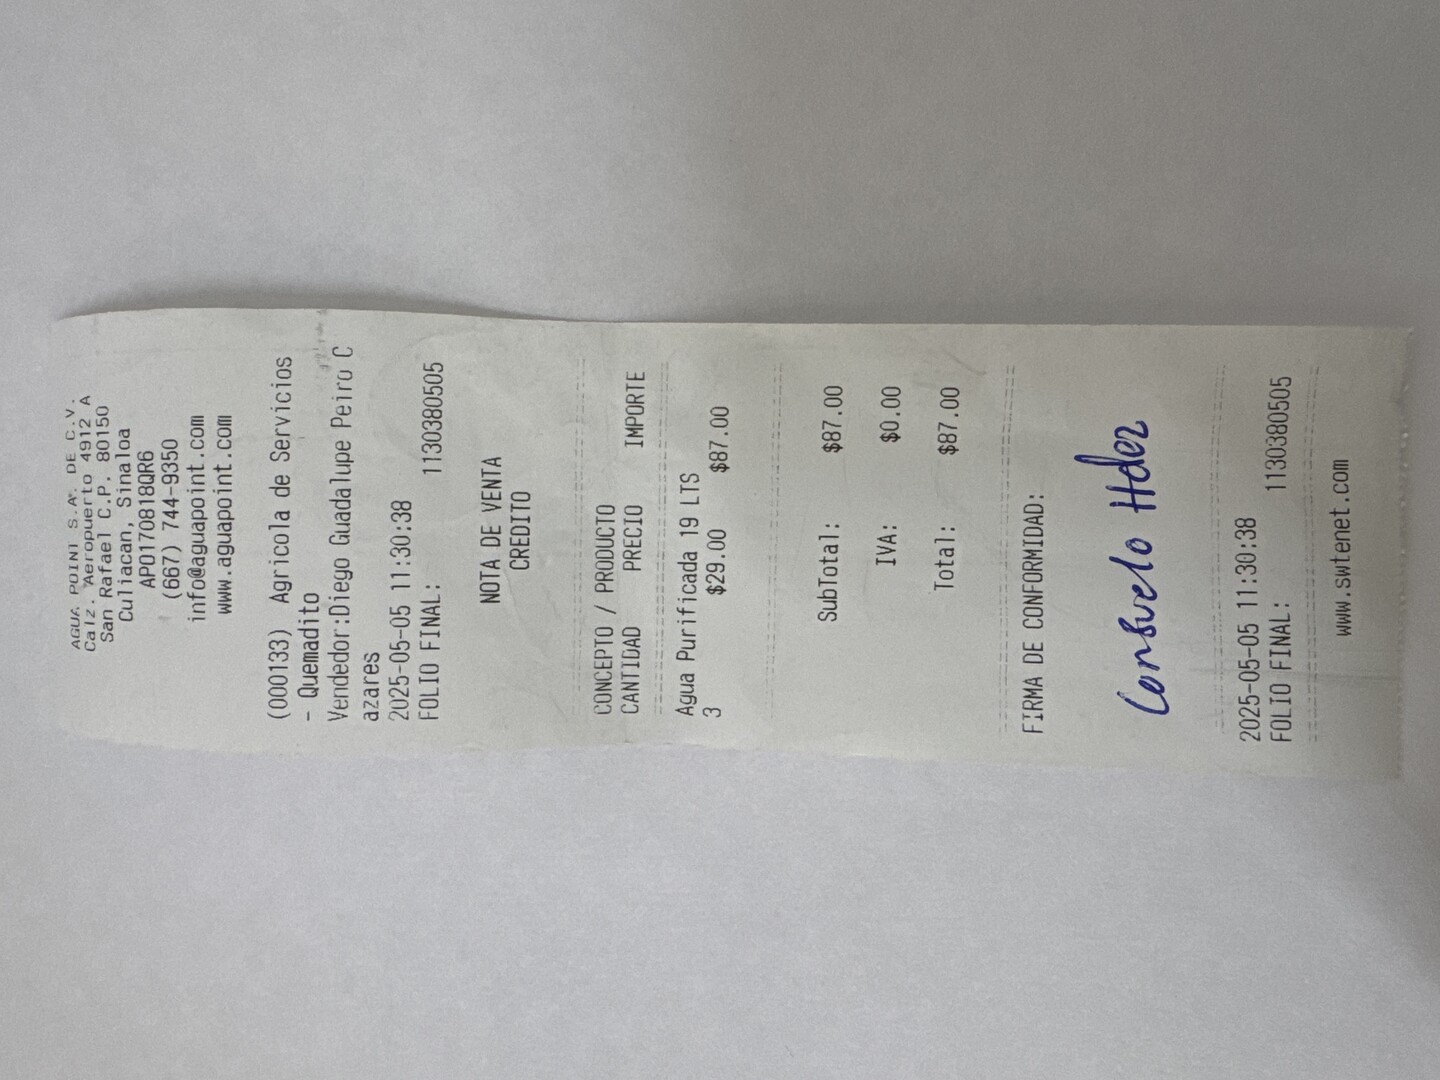 AGUA POINT S.A. DE C.V.
Calz. Aeropuerto 4912 A
San Rafael C.P. 80150
Culiacan, Sinaloa
APO170818QR6
(667) 744-9350
info@aguapoint.com
www.aguapoint.com
(000133) Agricola de Servicios
- Quemadito
Vendedor:Diego Guadalupe Peiro C
azares
2025-05-05 11:30:38
FOLIO FINAL: 1130380505
NOTA DE VENTA
CREDITO
CONCEPTO / PRODUCTO
CANTIDAD PRECIO IMPORTE
Agua Purificada 19 LTS
3 $29.00 $87.00
SubTotal: $87.00
IVA: $0.00
Total: $87.00
FIRMA DE CONFORMIDAD:
Consuelo Hdez
2025-05-05 11:30:38
FOLIO FINAL: 1130380505
www.swtenet.com